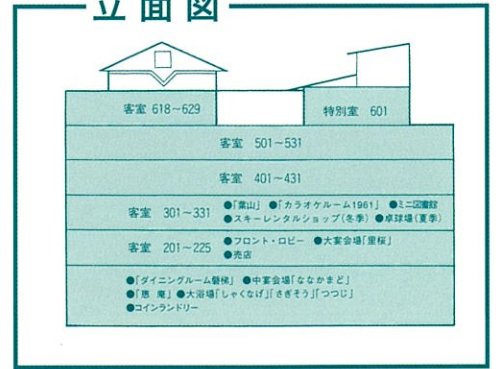 立面図
客室 618～629
特別室 601
客室 501～531
客室 401～431
客室 301～331
●「葉山」 ●「カラオケルーム1961」 ●ミニ図書館
●スキーレンタルショップ(冬季) ●卓球場(夏季)
客室 201～225
●フロント・ロビー ●大宴会場「里桜」
●売店
●「ダイニングルーム磐梯」 ●中宴会場「ななかまど」
●「恩庵」 ●大浴場「しゃくなげ」「さぎそう」「つつじ」
●コインランドリー